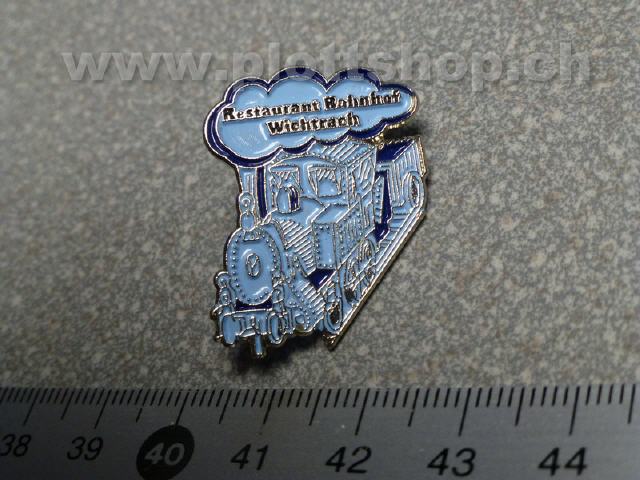 www.plottshop.ch
Restaurant Bahnhof
Wichtrach
38 39 40 41 42 43 44